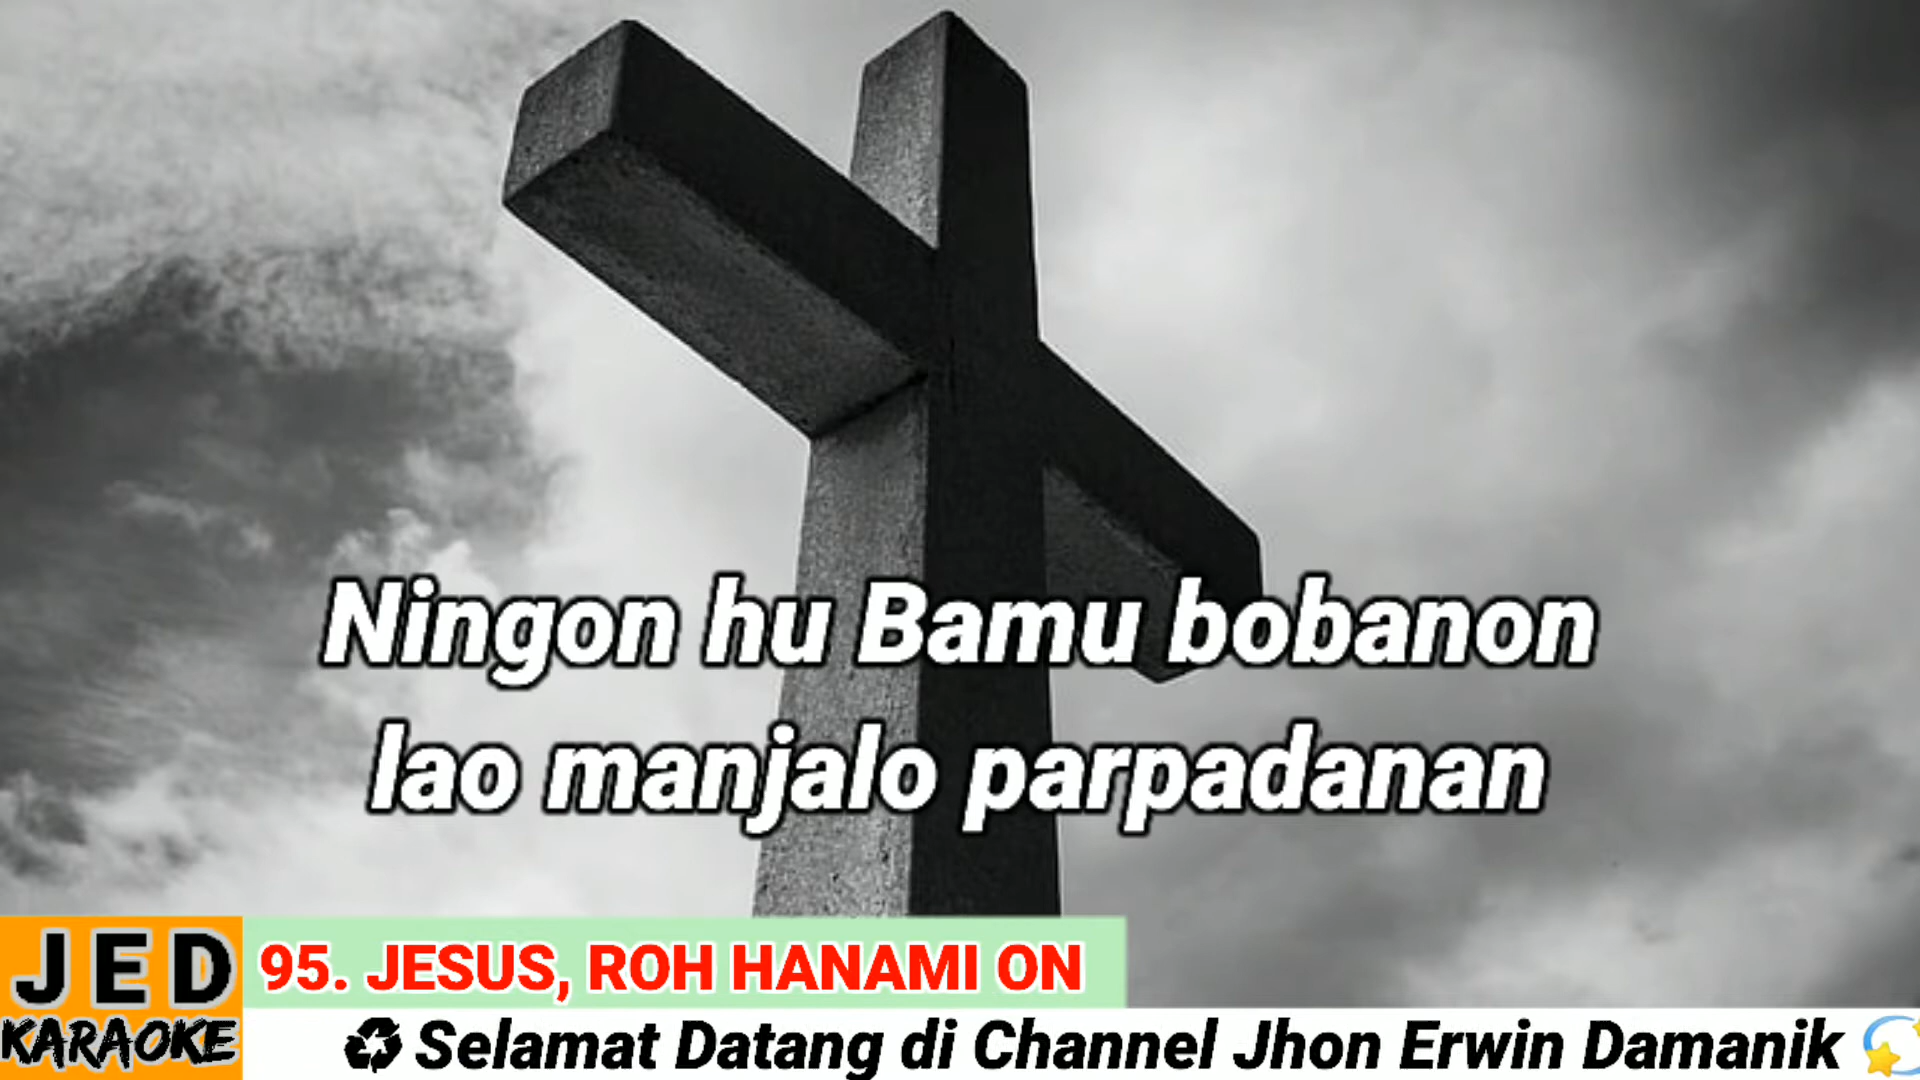 Ningon hu Bamu bobanon
lao manjalo parpadanan
JED
KARAOKE
95. JESUS, ROH HANAMI ON
♻ Selamat Datang di Channel Jhon Erwin Damanik 💫